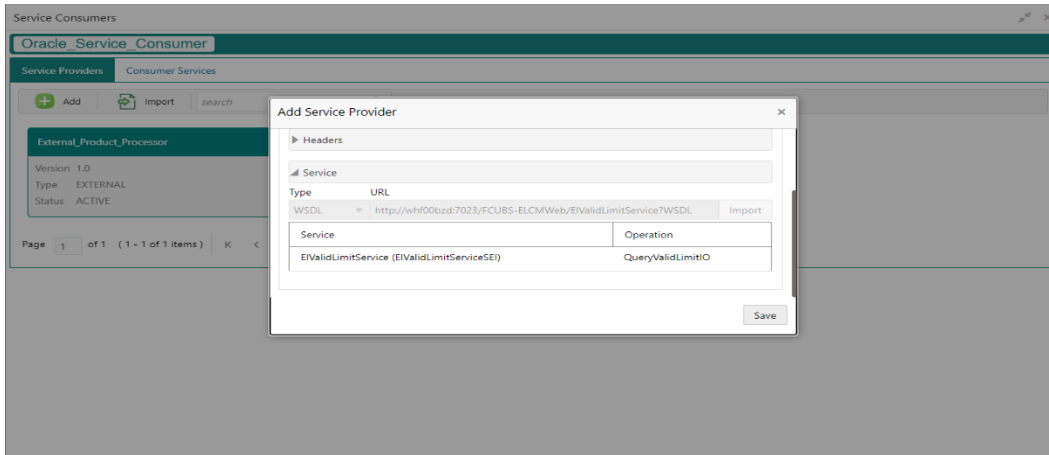 Service Consumers
Oracle_Service_Consumer
Service Providers Consumer Services
Add Import search
Add Service Provider
External_Product_Processor
Headers
Version 1.0
Service
Type EXTERNAL
Type URL
Status ACTIVE
WSDL http://whf00bzd:7023/FCUBS-ELCMWeb/ElValidLimitService?WSDL Import
Service Operation
Page 1 of 1 (1 - 1 of 1 items)
ElValidLimitService (ElValidLimitServiceSEI) QueryValidLimitIO
Save